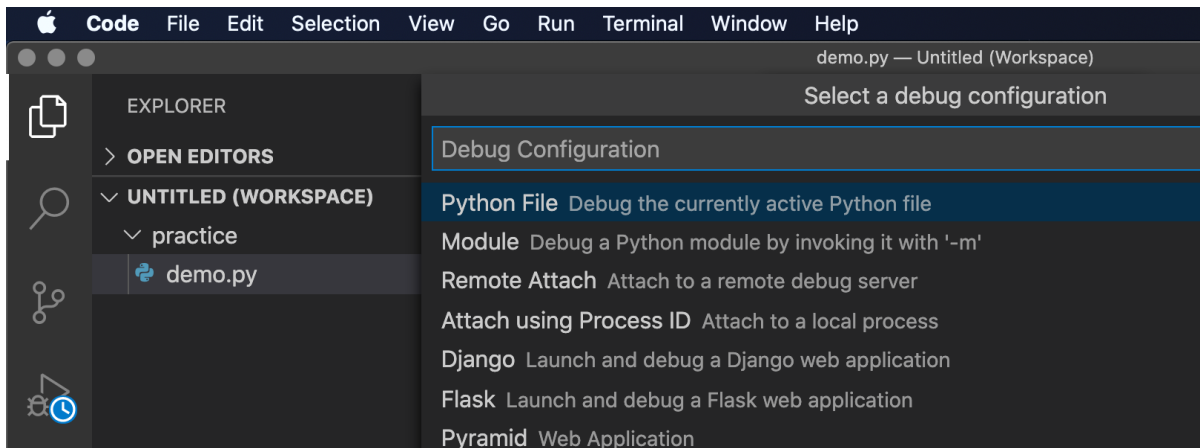 Code File Edit Selection View Go Run Terminal Window Help
demo.py — Untitled (Workspace)
EXPLORER
OPEN EDITORS
UNTITLED (WORKSPACE)
practice
demo.py
Select a debug configuration
Debug Configuration
Python File Debug the currently active Python file
Module Debug a Python module by invoking it with '-m'
Remote Attach Attach to a remote debug server
Attach using Process ID Attach to a local process
Django Launch and debug a Django web application
Flask Launch and debug a Flask web application
Pyramid Web Application